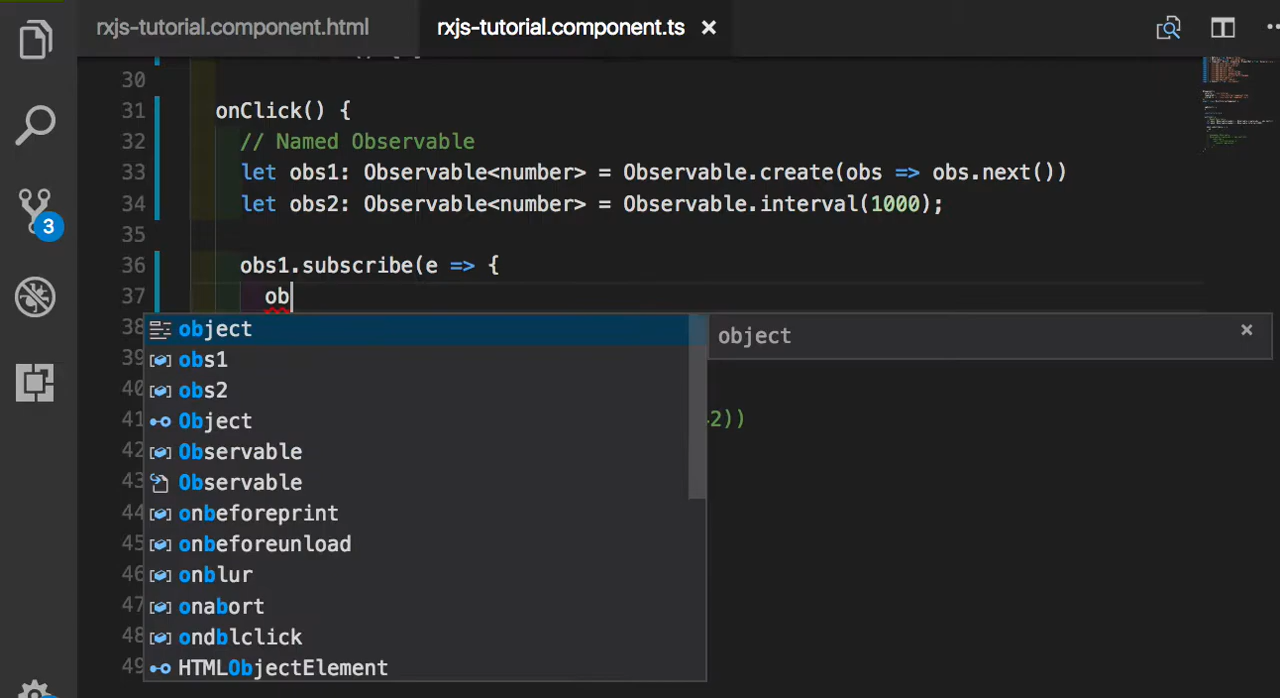 rxjs-tutorial.component.html
rxjs-tutorial.component.ts ×
30
31 onClick() {
32 // Named Observable
33 let obs1: Observable<number> = Observable.create(obs => obs.next())
34 let obs2: Observable<number> = Observable.interval(1000);
35
36 obs1.subscribe(e => {
37 ob
38
39
40
41 2))
42
43
44
45
46
47
48
49
object
obs1
obs2
Object
Observable
Observable
onbeforeprint
onbeforeunload
onblur
onabort
ondblclick
HTMLObjectElement
object ×
3